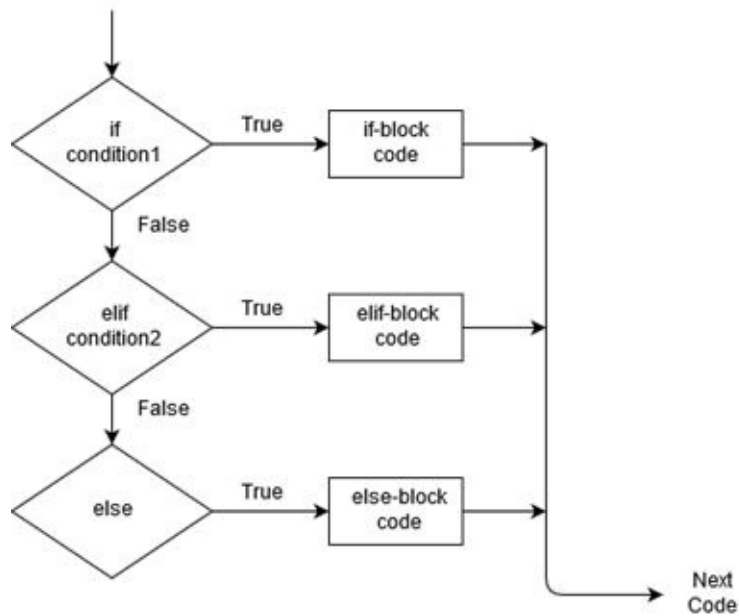 if
condition1
True
if-block
code
False
elif
condition2
True
elif-block
code
False
else
True
else-block
code
Next
Code